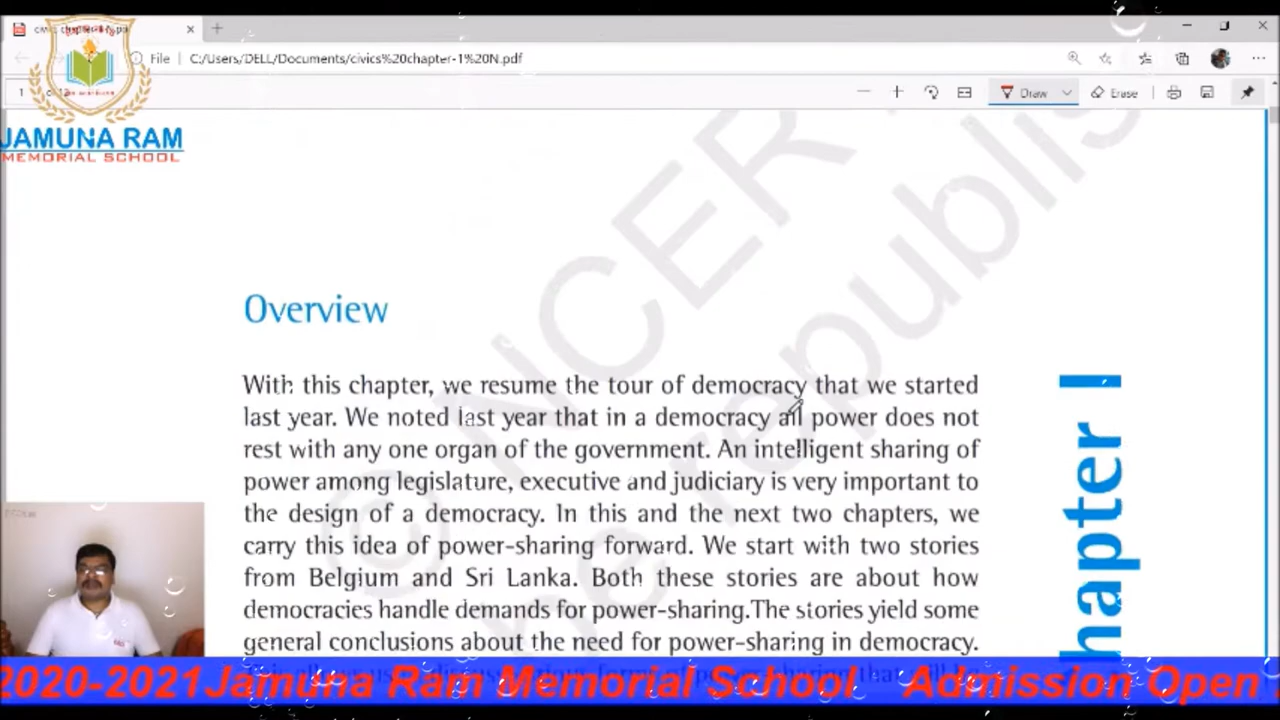 1
File
C:/Users/DELL/Documents/civics%20chapter-1%20N.pdf
Draw
Erase
JAMUNA RAM
MEMORIAL SCHOOL
© NCER
be republis
Overview
With this chapter, we resume the tour of democracy that we started
last year. We noted last year that in a democracy all power does not
rest with any one organ of the government. An intelligent sharing of
power among legislature, executive and judiciary is very important to
the design of a democracy. In this and the next two chapters, we
carry this idea of power-sharing forward. We start with two stories
from Belgium and Sri Lanka. Both these stories are about how
democracies handle demands for power-sharing.The stories yield some
general conclusions about the need for power-sharing in democracy.
hapter I
2020-2021Jamuna Ram Memorial School Admission Open